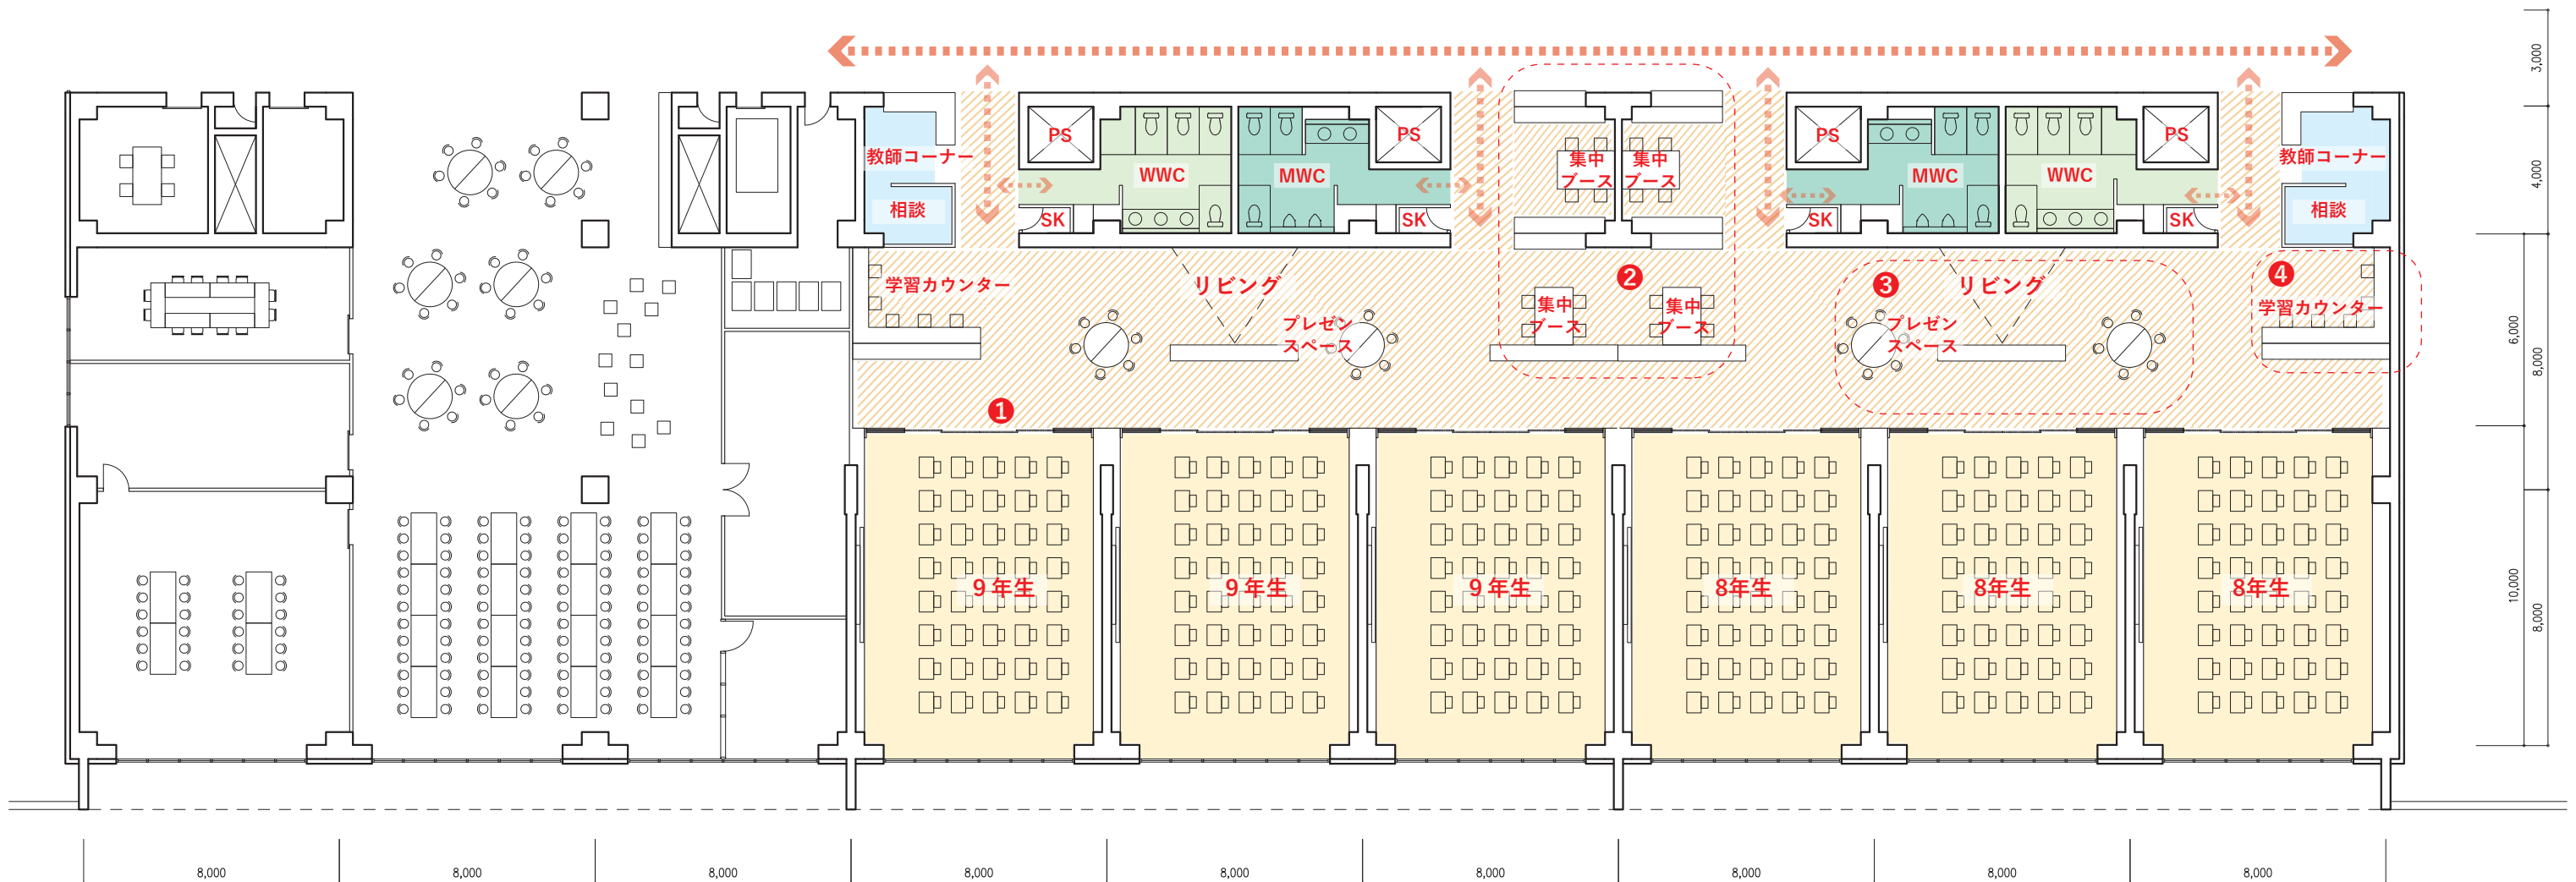 3,000
PS
WWC
MWC
PS
集中
ブース
集中
ブース
PS
MWC
WWC
PS
教師コーナー
教師コーナー
4,000
相談
SK
SK
SK
SK
相談
学習カウンター
リビング
❷
❸
リビング
❹
学習カウンター
集中
ブース
集中
ブース
プレゼン
スペース
プレゼン
スペース
6,000
8,000
❶
9年生
9年生
9年生
8年生
8年生
8年生
10,000
8,000
8,000
8,000
8,000
8,000
8,000
8,000
8,000
8,000
8,000